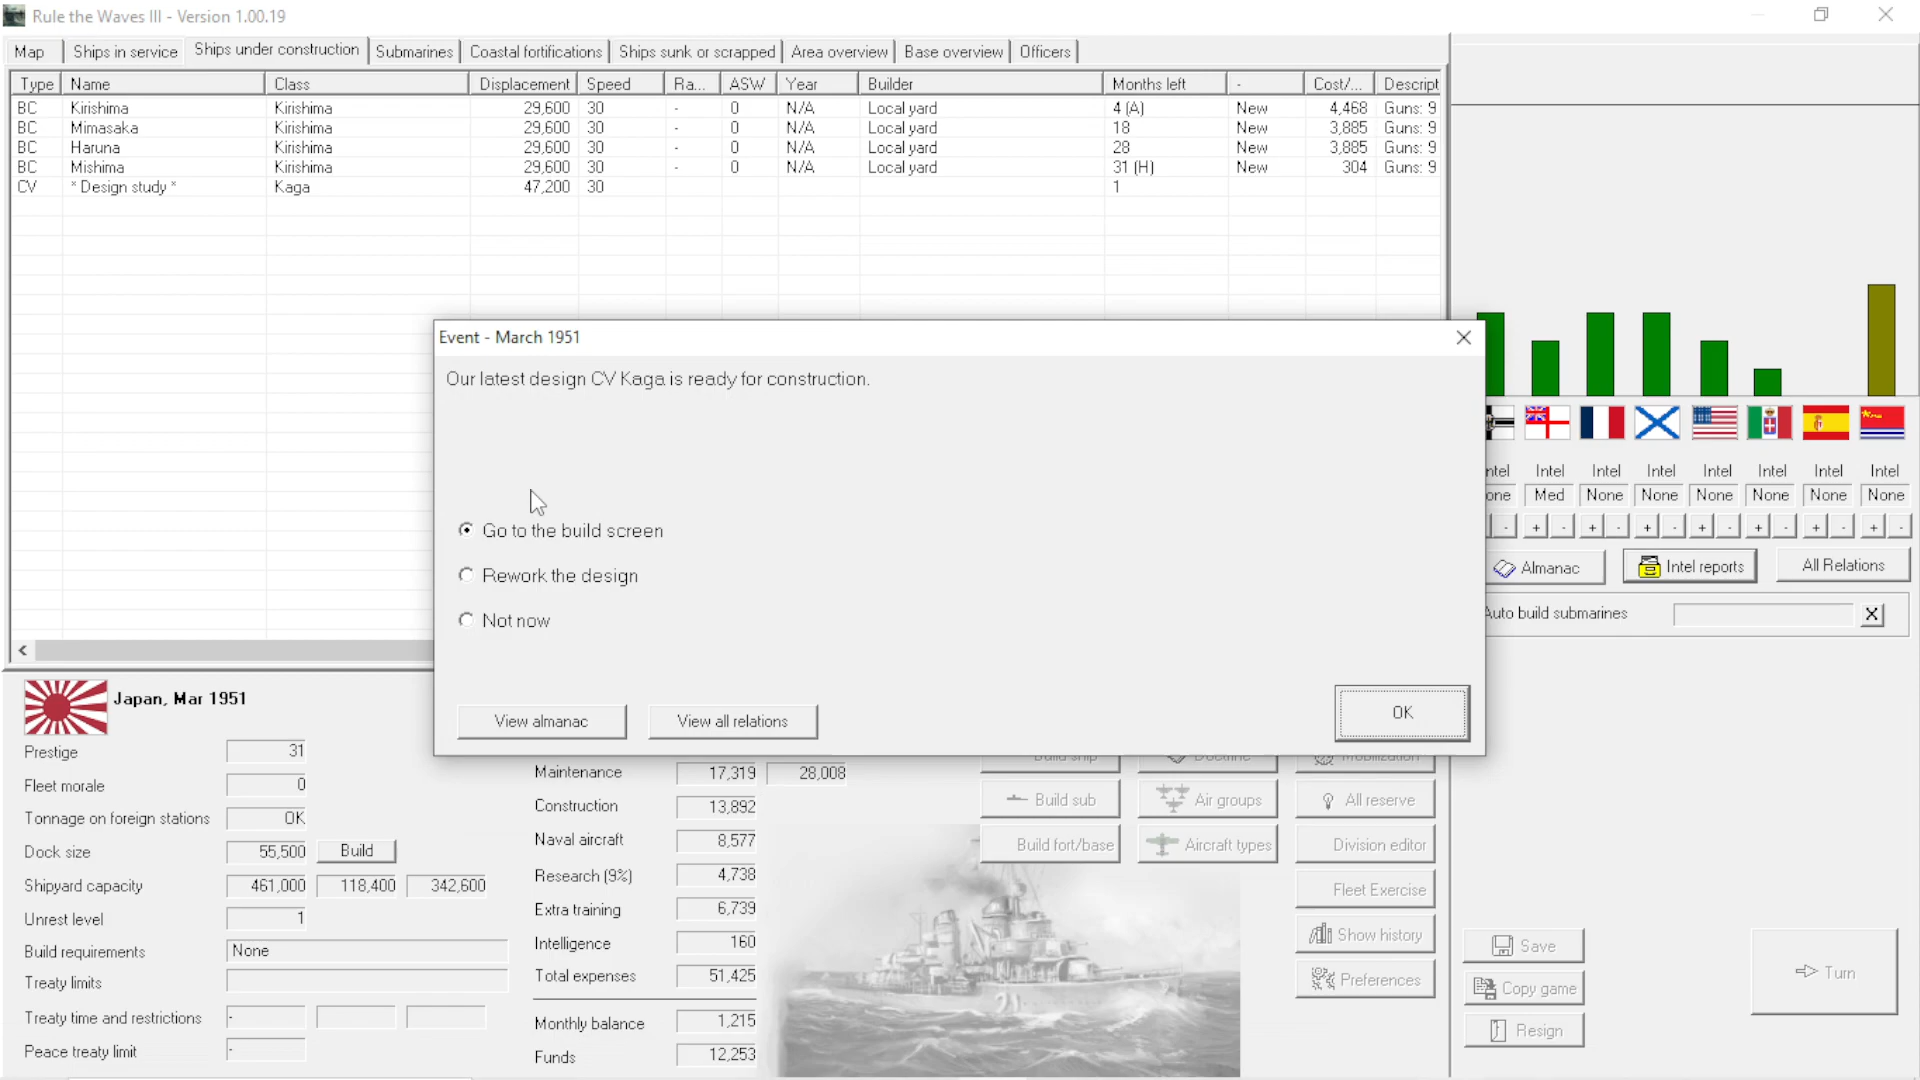 Rule the Waves III - Version 1.00.19
Map Ships in service Ships under construction Submarines Coastal fortifications Ships sunk or scrapped Area overview Base overview Officers
Type Name Class Displacement Speed Ra... ASW Year Builder Months left - Cost/... Descript
BC Kirishima Kirishima 29,600 30 - 0 N/A Local yard 4 (A) New 4,468 Guns: 9
BC Mimasaka Kirishima 29,600 30 - 0 N/A Local yard 18 New 3,885 Guns: 9
BC Haruna Kirishima 29,600 30 - 0 N/A Local yard 28 New 3,885 Guns: 9
BC Mishima Kirishima 29,600 30 - 0 N/A Local yard 31 (H) New 304 Guns: 9
CV * Design study * Kaga 47,200 30 1
Event - March 1951
Our latest design CV Kaga is ready for construction.
Go to the build screen
Rework the design
Not now
View almanac View all relations OK
ntel Intel Intel Intel Intel Intel Intel Intel
one Med None None None None None None
- + - + - + - + - + - + - + -
Almanac Intel reports All Relations
Auto build submarines X
Japan, Mar 1951
Prestige 31
Fleet morale 0
Tonnage on foreign stations OK
Dock size 55,500 Build
Shipyard capacity 461,000 118,400 342,600
Unrest level 1
Build requirements None
Treaty limits
Treaty time and restrictions -
Peace treaty limit -
Maintenance 17,319 28,008
Construction 13,892
Naval aircraft 8,577
Research (9%) 4,738
Extra training 6,739
Intelligence 160
Total expenses 51,425
Monthly balance 1,215
Funds 12,253
Build ship Doctrine Mobilization
Build sub Air groups All reserve
Build fort/base Aircraft types Division editor
Fleet Exercise
Show history
Preferences
Save
Copy game
Resign
Turn